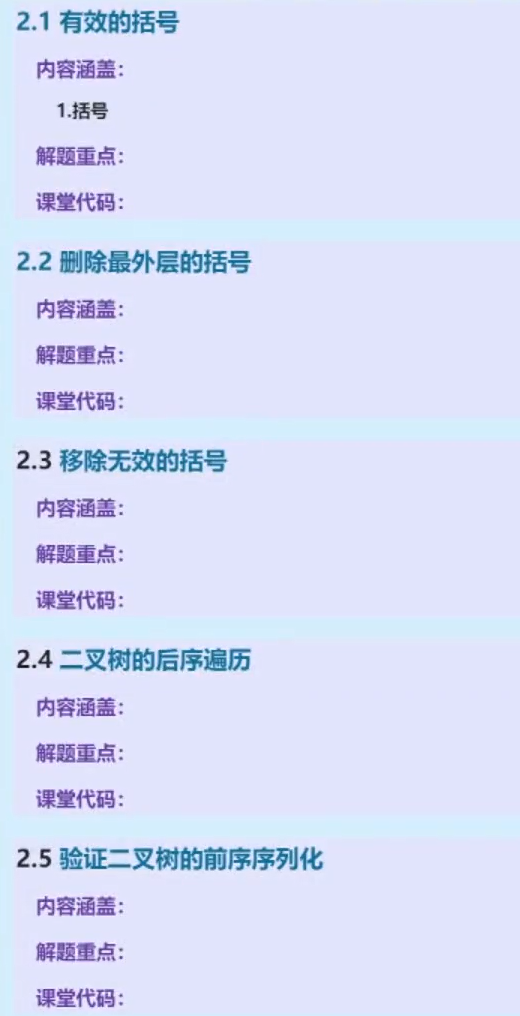 2.1 有效的括号
内容涵盖：
1.括号
解题重点：
课堂代码：
2.2 删除最外层的括号
内容涵盖：
解题重点：
课堂代码：
2.3 移除无效的括号
内容涵盖：
解题重点：
课堂代码：
2.4 二叉树的后序遍历
内容涵盖：
解题重点：
课堂代码：
2.5 验证二叉树的前序序列化
内容涵盖：
解题重点：
课堂代码：